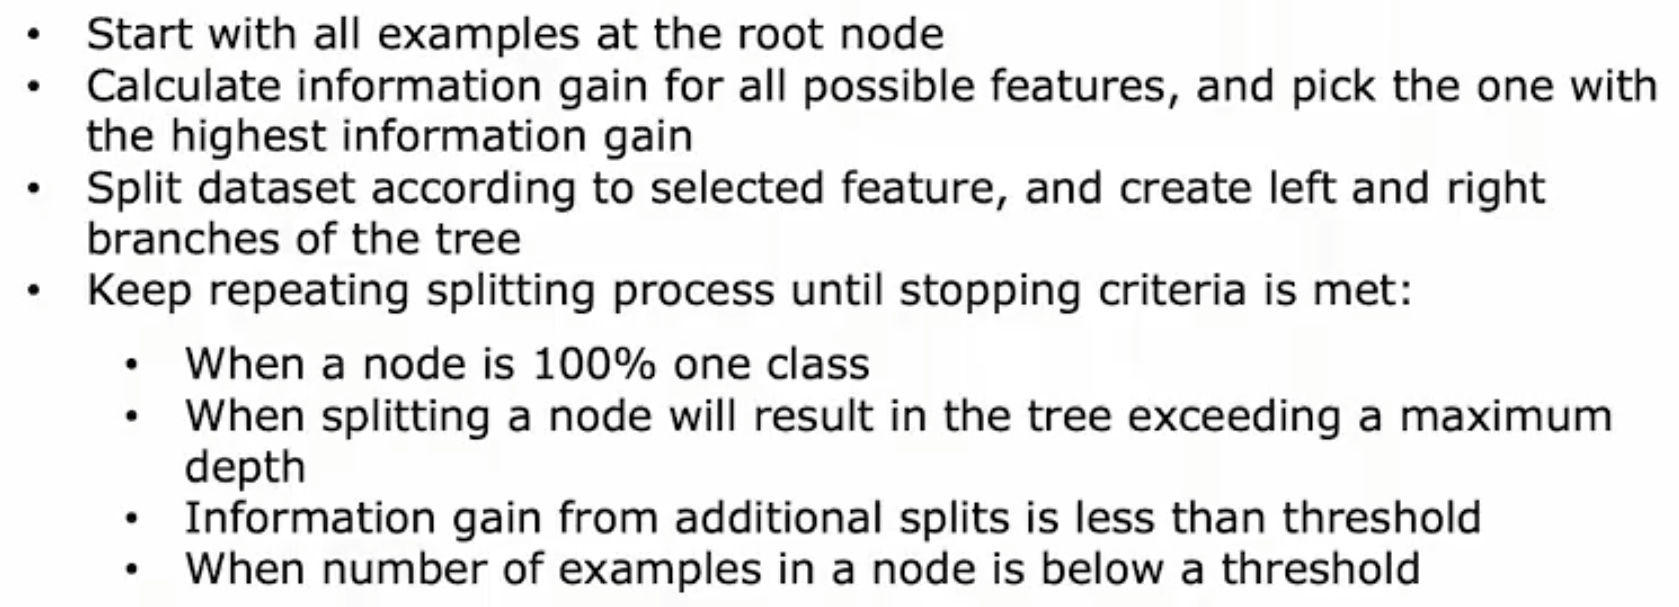 • Start with all examples at the root node
• Calculate information gain for all possible features, and pick the one with
the highest information gain
• Split dataset according to selected feature, and create left and right
branches of the tree
• Keep repeating splitting process until stopping criteria is met:
• When a node is 100% one class
• When splitting a node will result in the tree exceeding a maximum
depth
• Information gain from additional splits is less than threshold
• When number of examples in a node is below a threshold